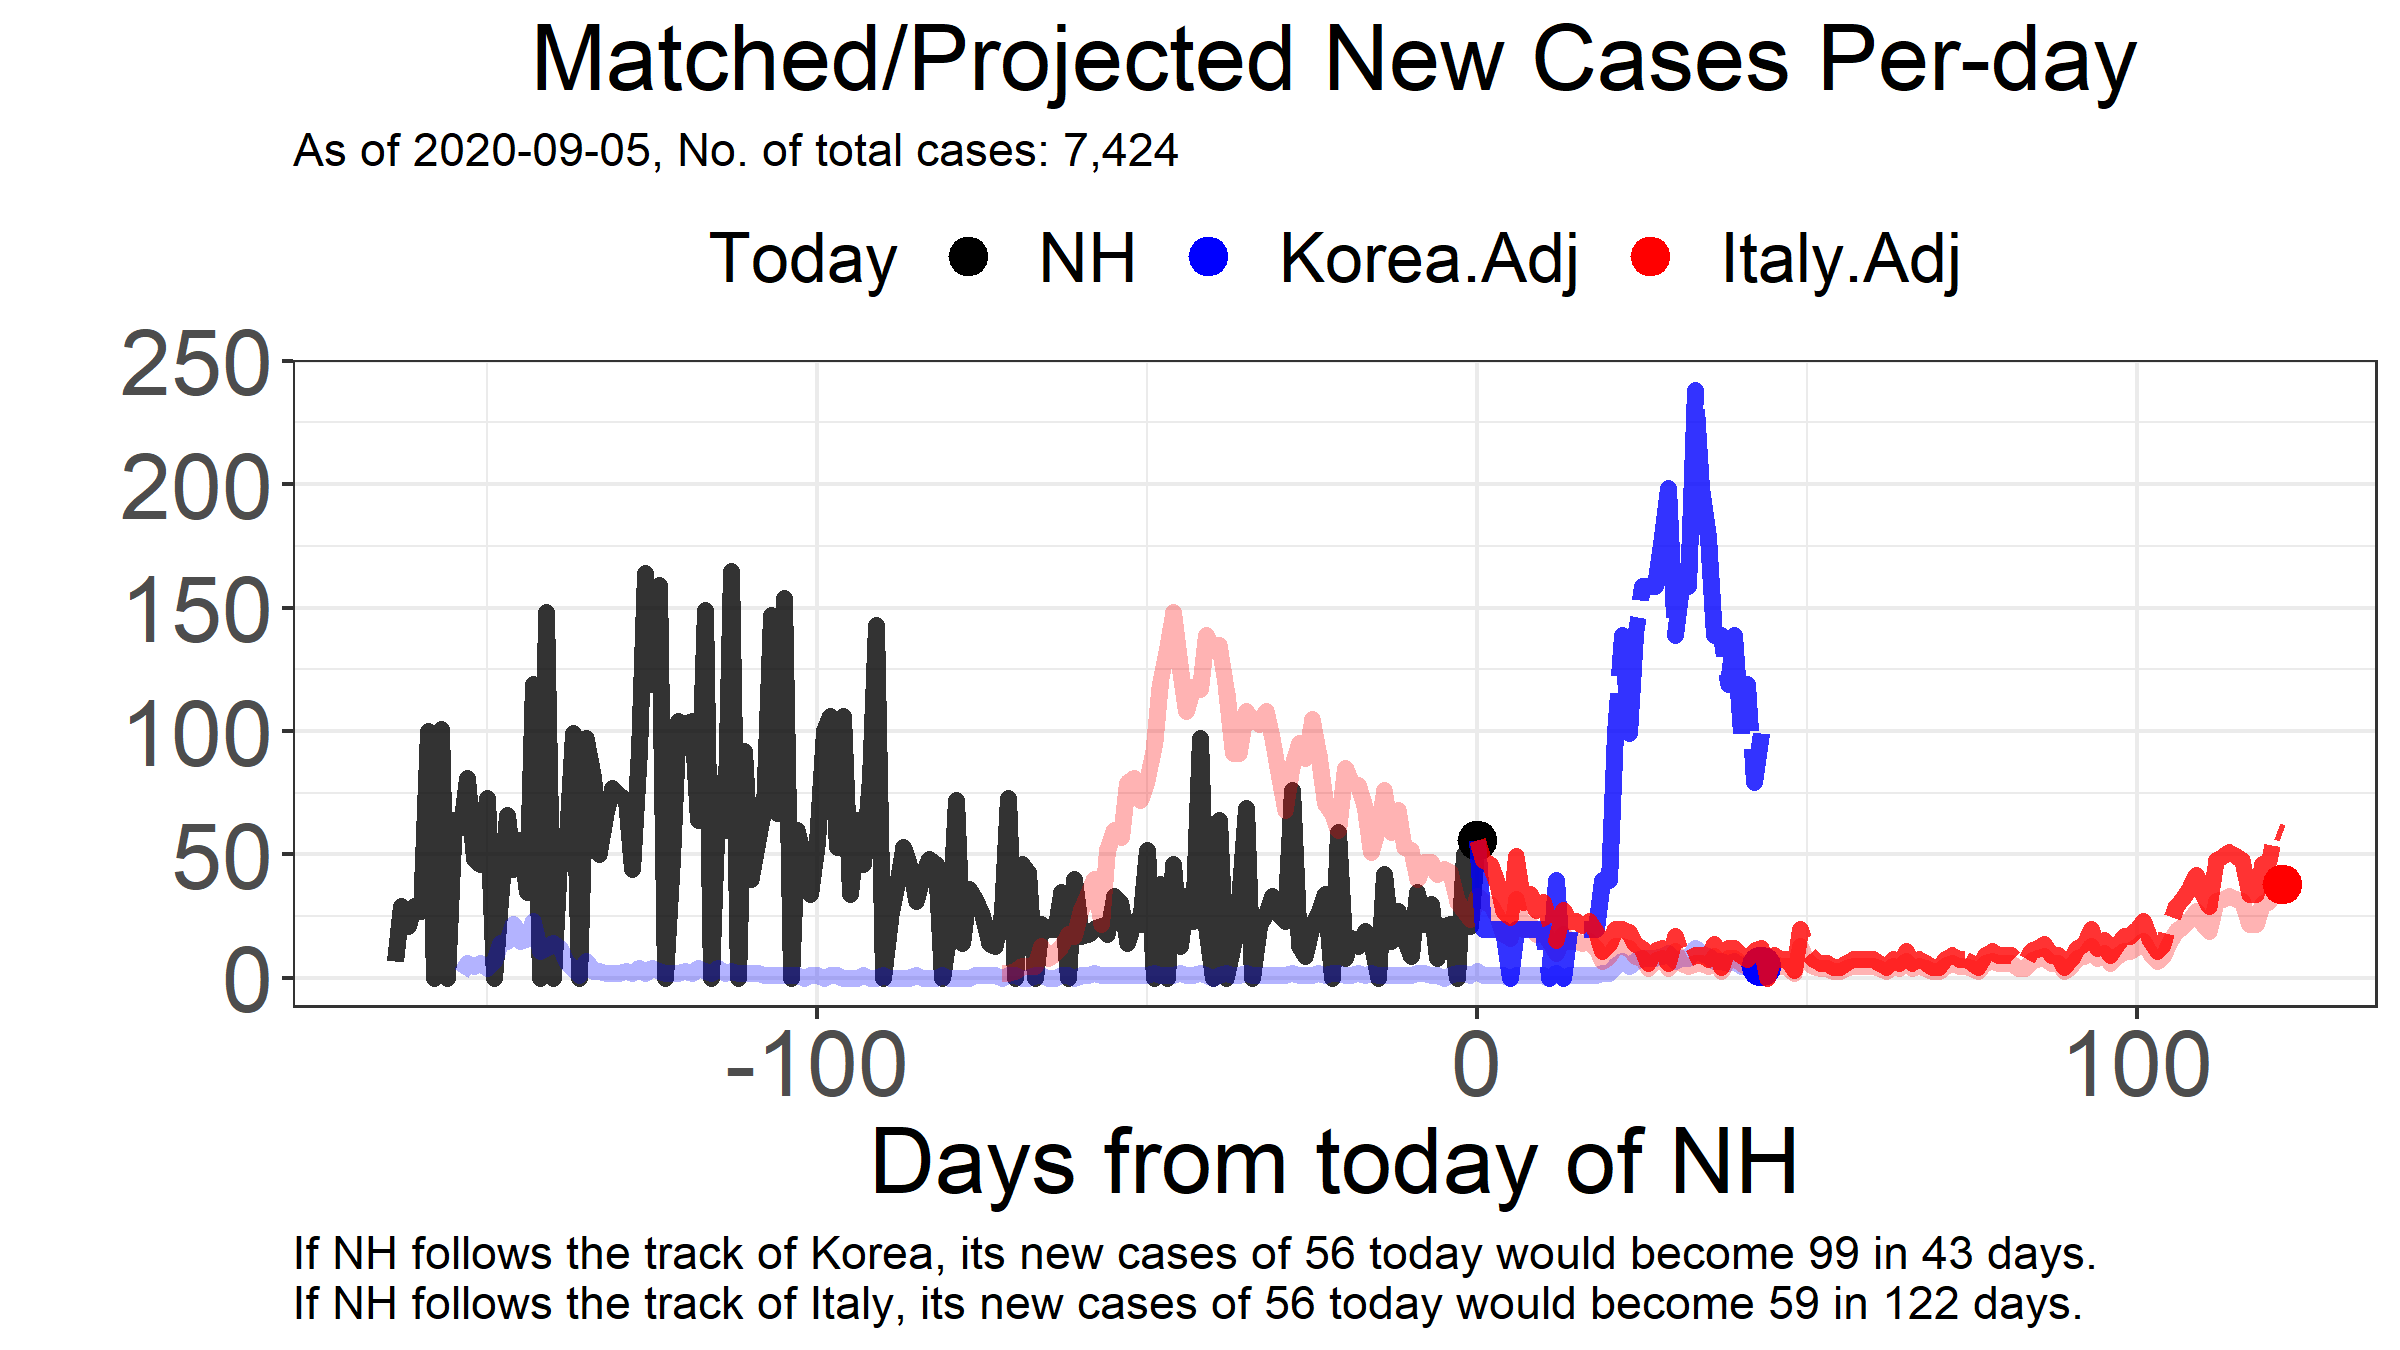 Matched/Projected New Cases Per-day
As of 2020-09-05, No. of total cases: 7,424
Today NH Korea.Adj Italy.Adj
250
200
150
100
50
0
-100 0 100
Days from today of NH
If NH follows the track of Korea, its new cases of 56 today would become 99 in 43 days.
If NH follows the track of Italy, its new cases of 56 today would become 59 in 122 days.